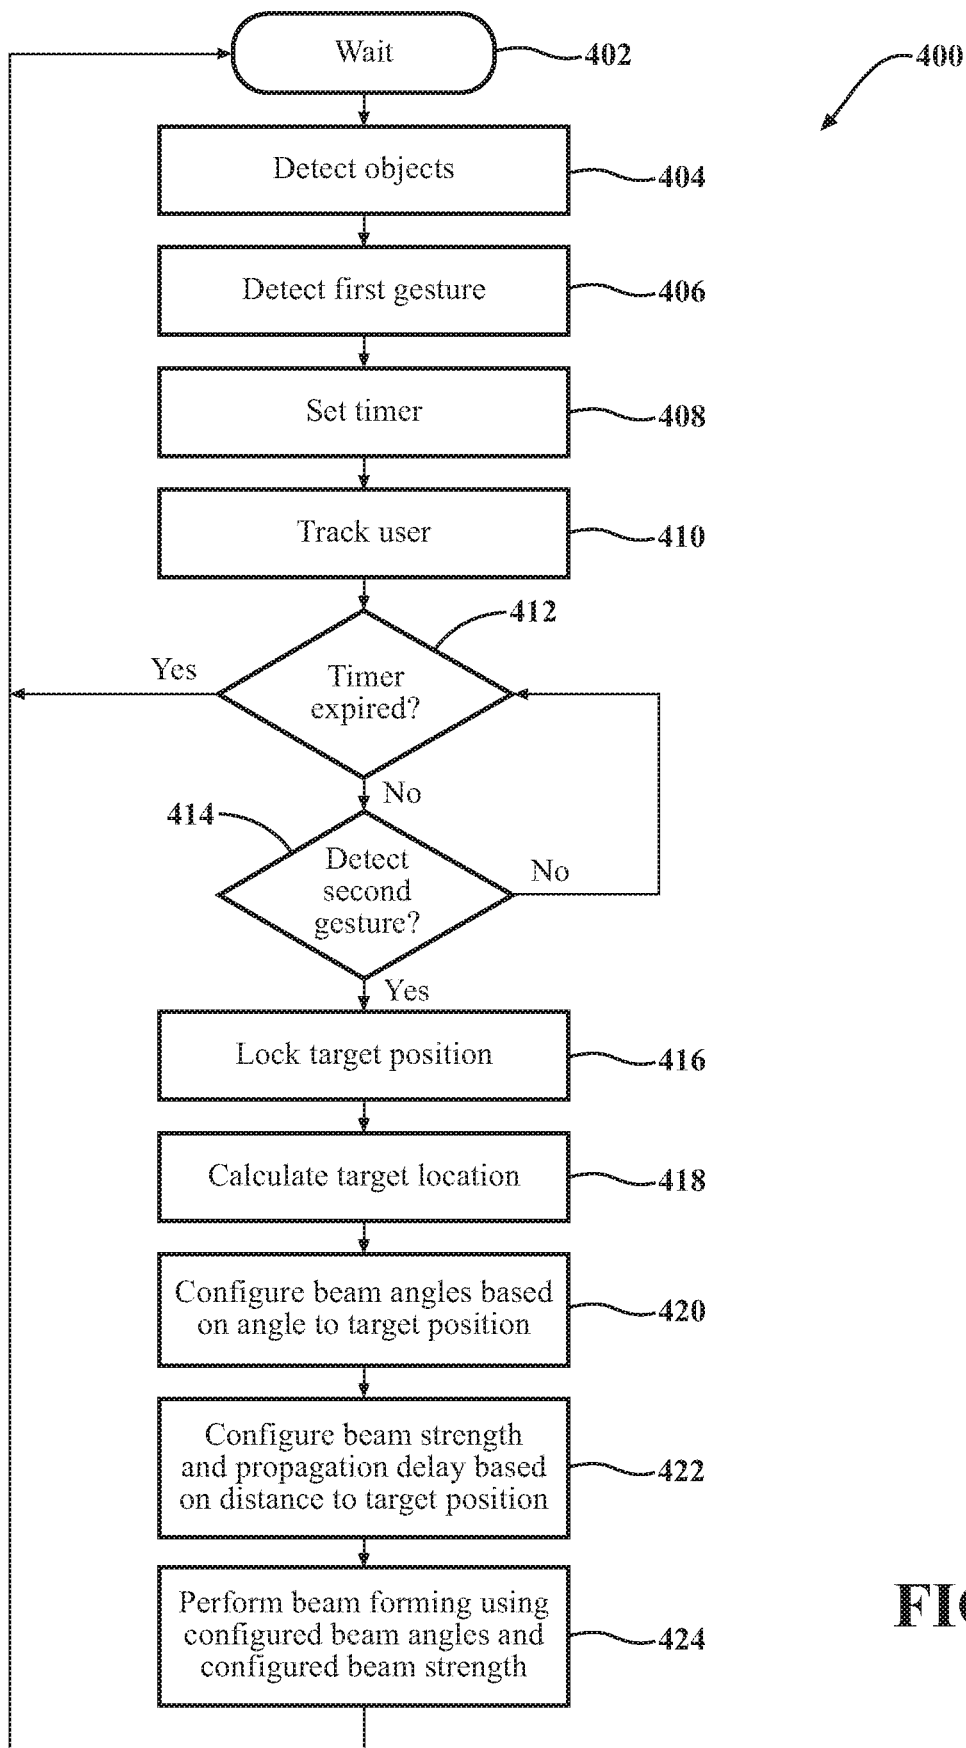 Wait
402
400
Detect objects
404
Detect first gesture
406
Set timer
408
Track user
410
412
Yes
Timer
expired?
No
414
Detect
second
gesture?
No
Yes
Lock target position
416
Calculate target location
418
Configure beam angles based
on angle to target position
420
Configure beam strength
and propagation delay based
on distance to target position
422
Perform beam forming using
configured beam angles and
configured beam strength
424